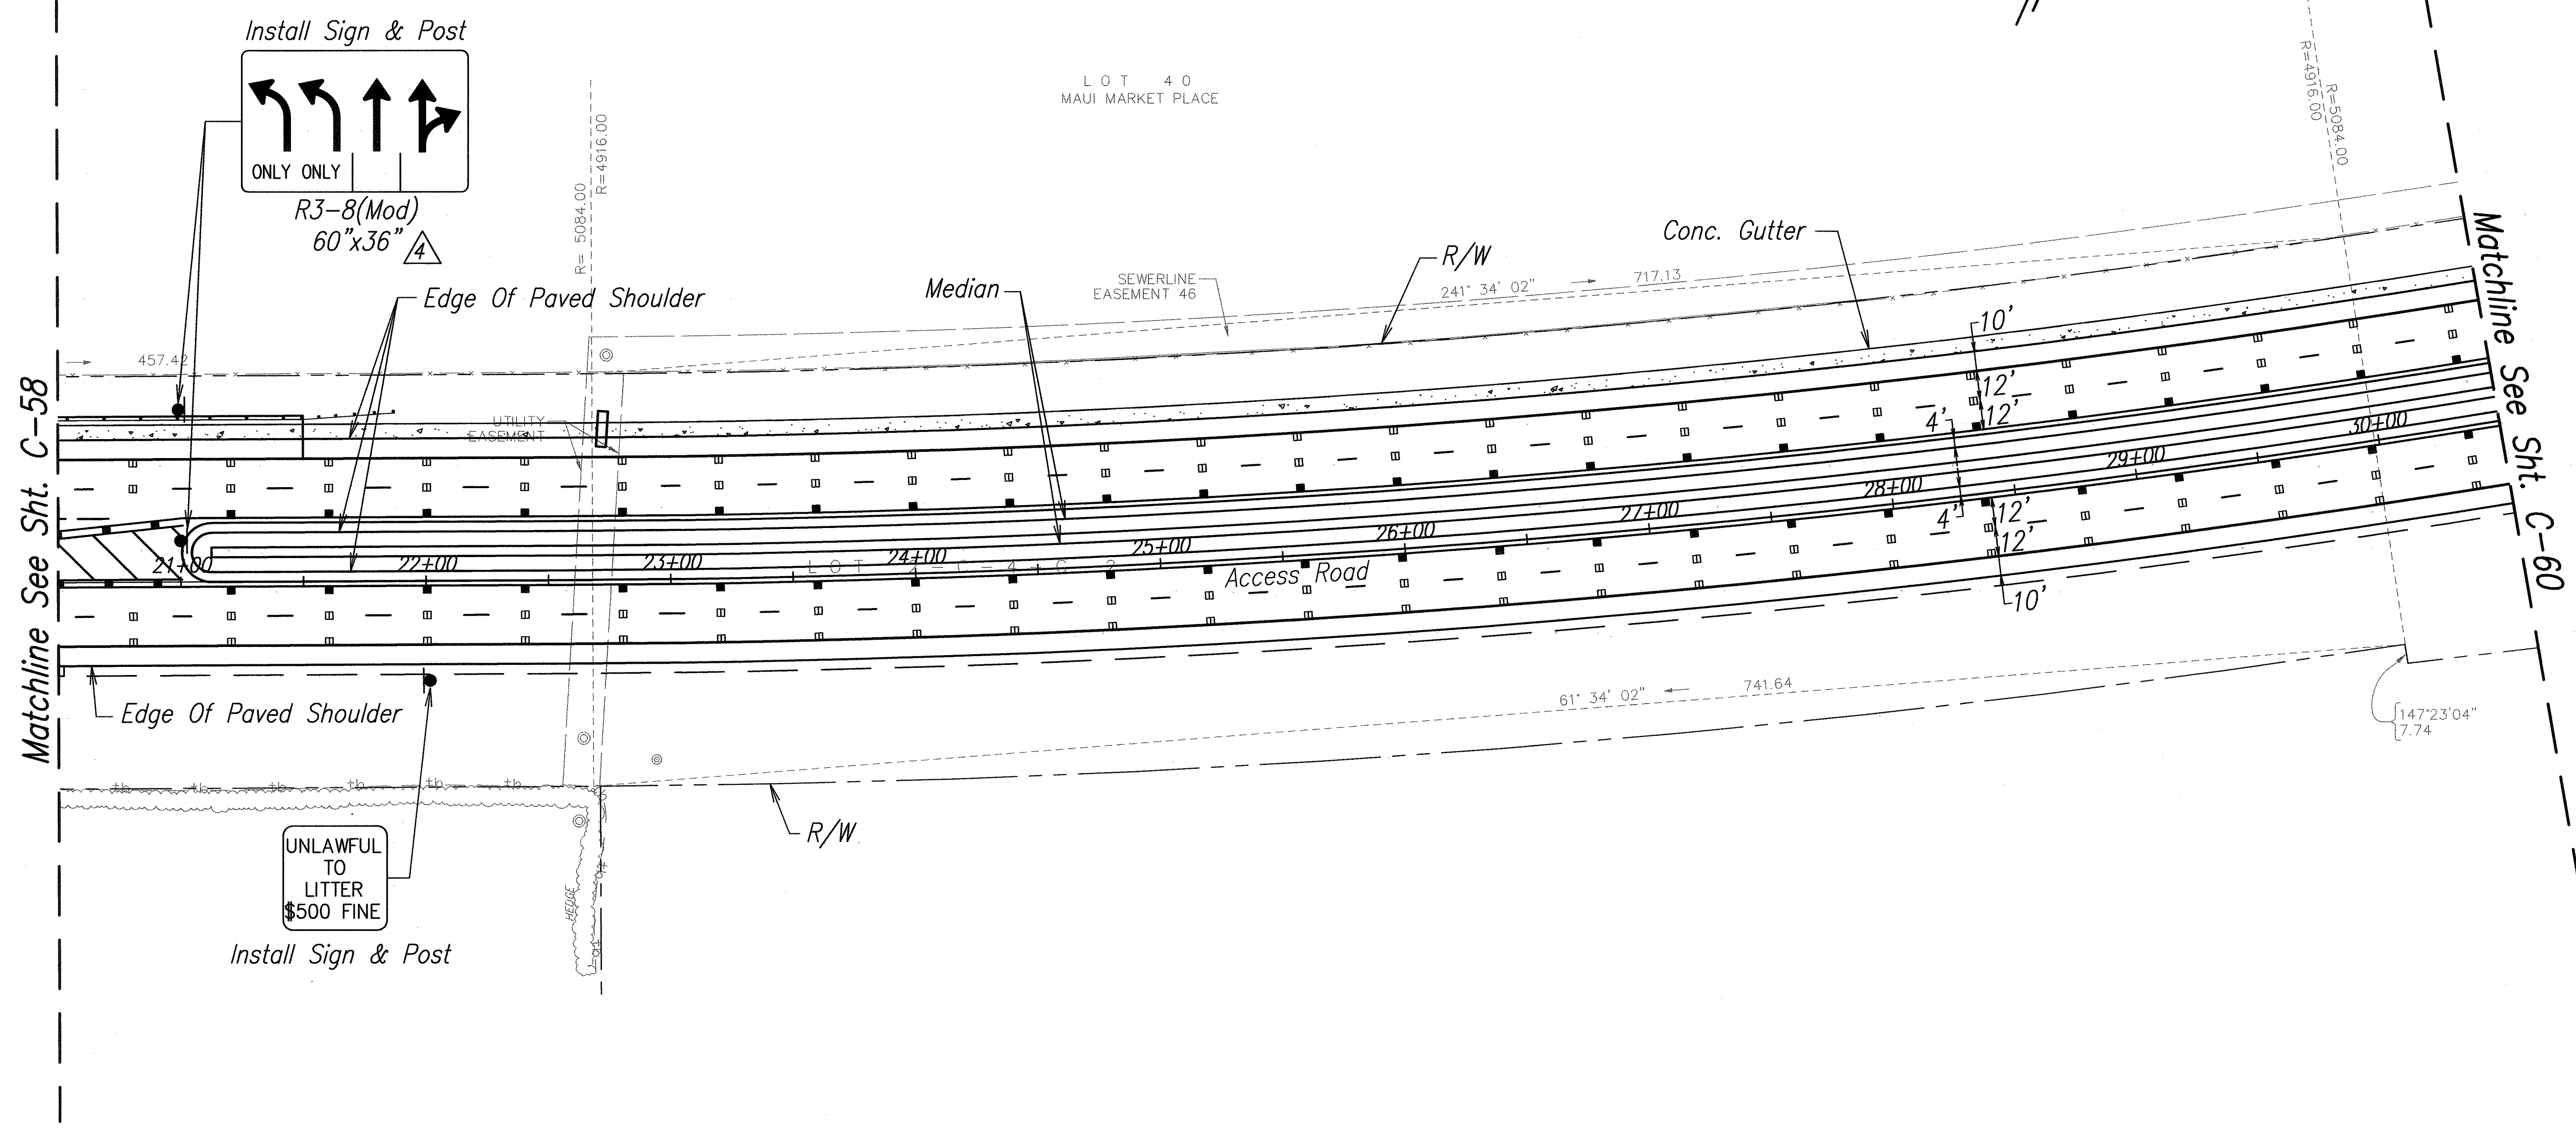 Install Sign & Post
ONLY ONLY
R3-8(Mod)
60"x36"
4
LOT 40
MAUI MARKET PLACE
R= 5084.00
R=4916.00
R=4916.00
R=5084.00
Edge Of Paved Shoulder
Median
SEWERLINE
EASEMENT 46
R/W
241° 34' 02"
717.13
Conc. Gutter
457.42
UTILITY
EASEMENT
10'
12'
12'
4'
4'
12'
12'
10'
21+00
22+00
23+00
24+00
25+00
26+00
27+00
28+00
29+00
30+00
Access Road
Matchline See Sht. C-58
Matchline See Sht. C-60
Edge Of Paved Shoulder
61° 34' 02"
741.64
147°23'04"
7.74
R/W
HEDGE
UNLAWFUL
TO
LITTER
$500 FINE
Install Sign & Post